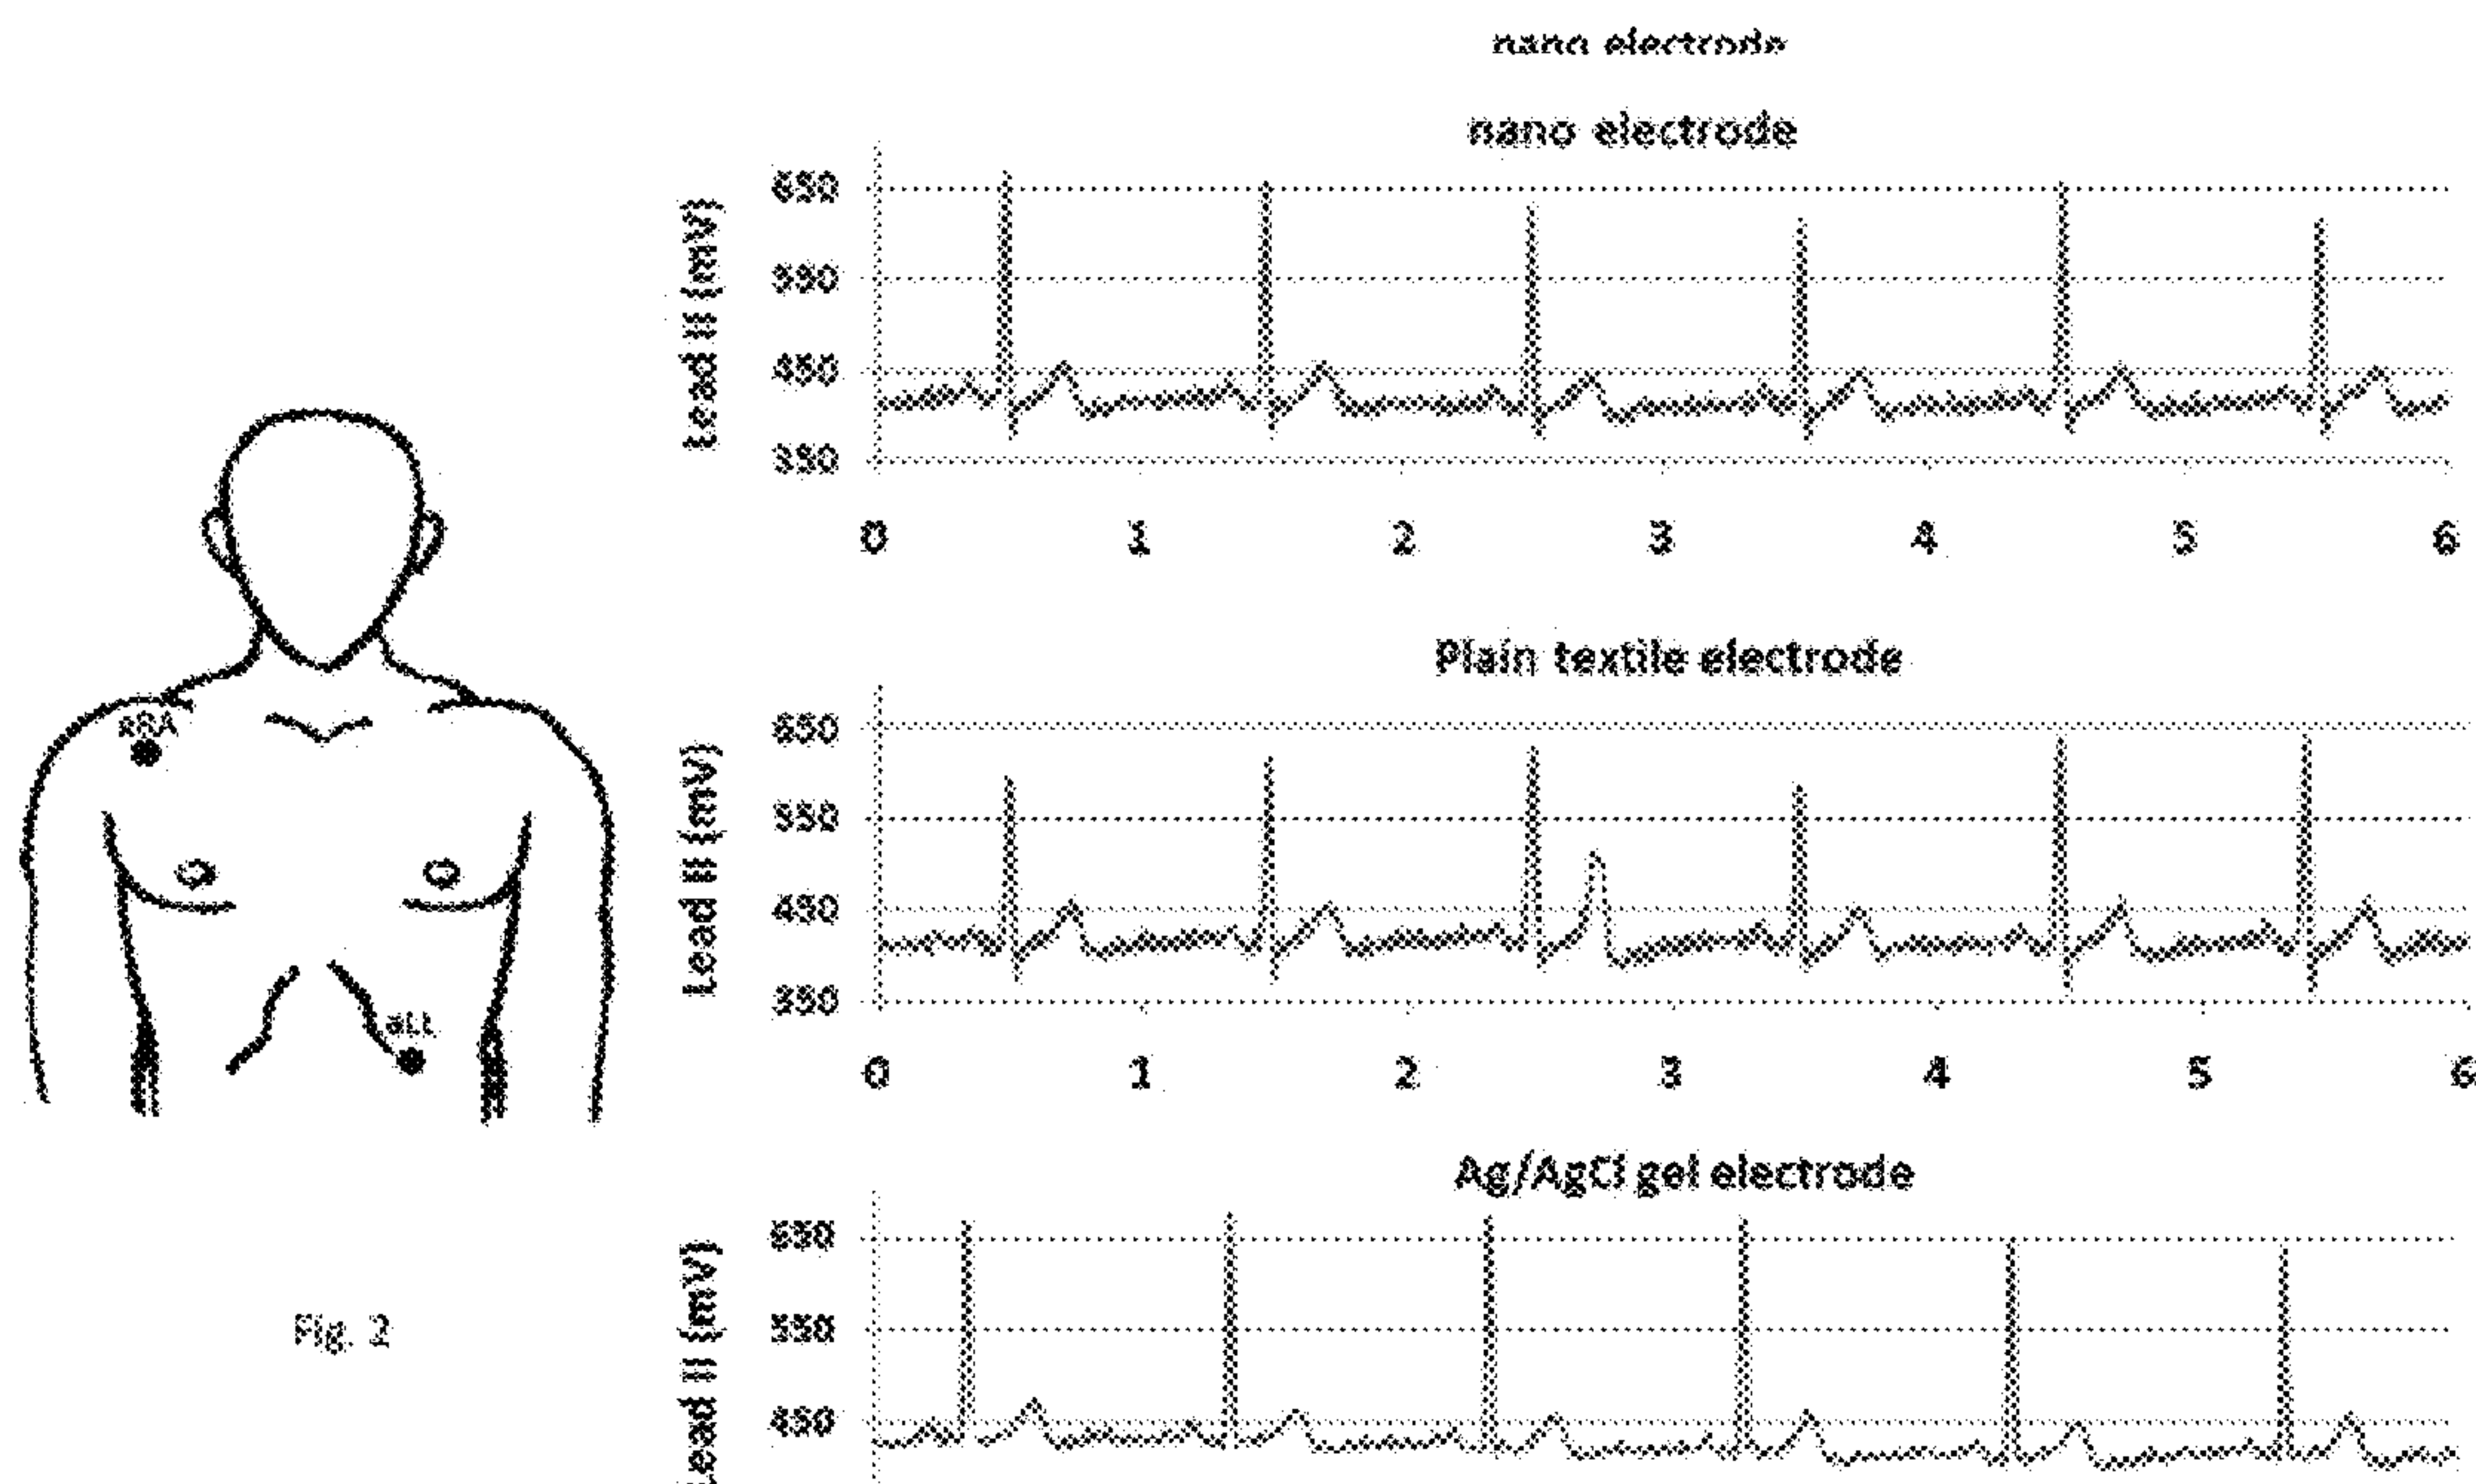 nano electrode
nano electrode
Lead II (mV)
650
550
450
350
0 1 2 3 4 5 6
Plain textile electrode
Lead II (mV)
650
550
450
350
0 1 2 3 4 5 6
Ag/AgCl gel electrode
Lead II (mV)
650
550
450
aLL
Fig. 2